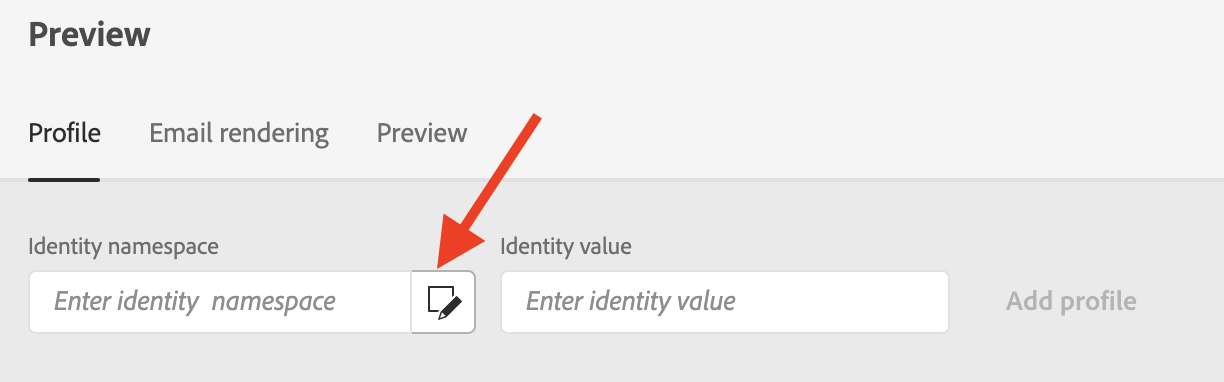 Preview
Profile Email rendering Preview
Identity namespace Identity value
Enter identity namespace Enter identity value Add profile